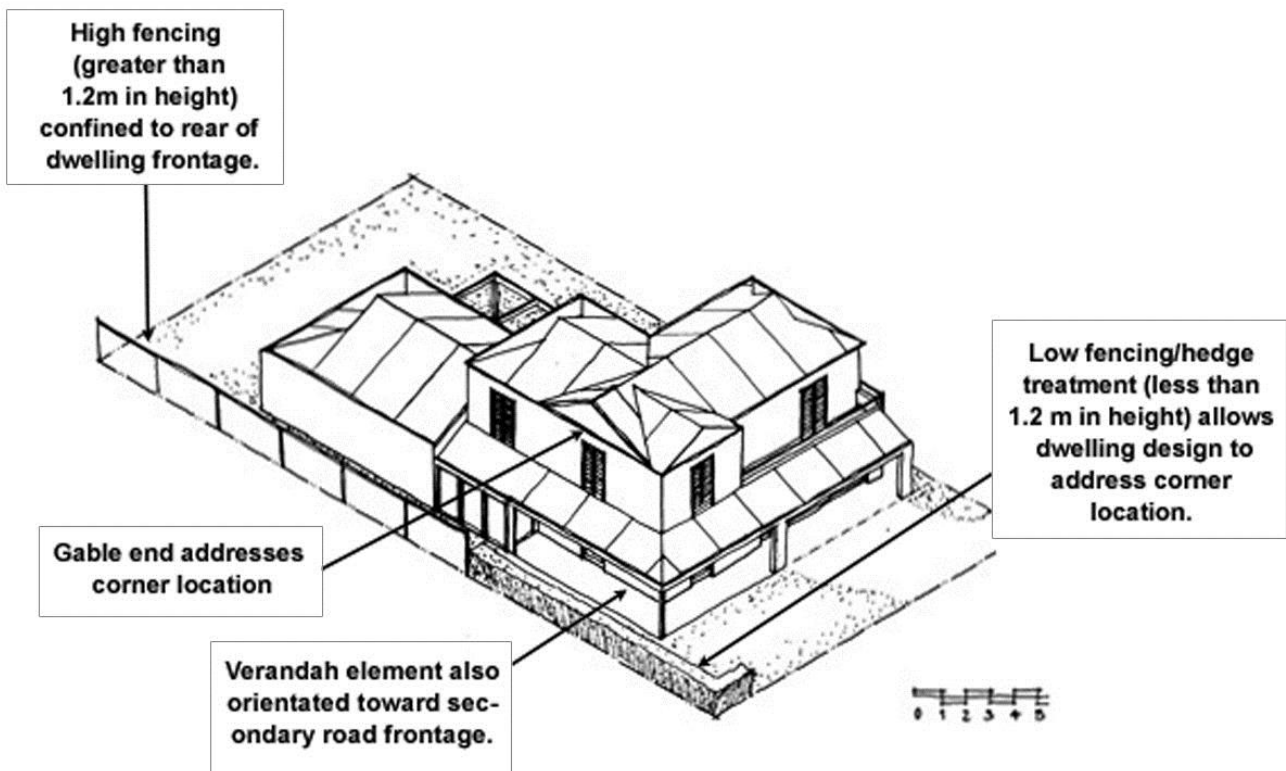 High fencing
(greater than
1.2m in height)
confined to rear of
dwelling frontage.
Low fencing/hedge
treatment (less than
1.2 m in height) allows
dwelling design to
address corner
location.
Gable end addresses
corner location
Verandah element also
orientated toward sec-
ondary road frontage.
0 1 2 3 4 5